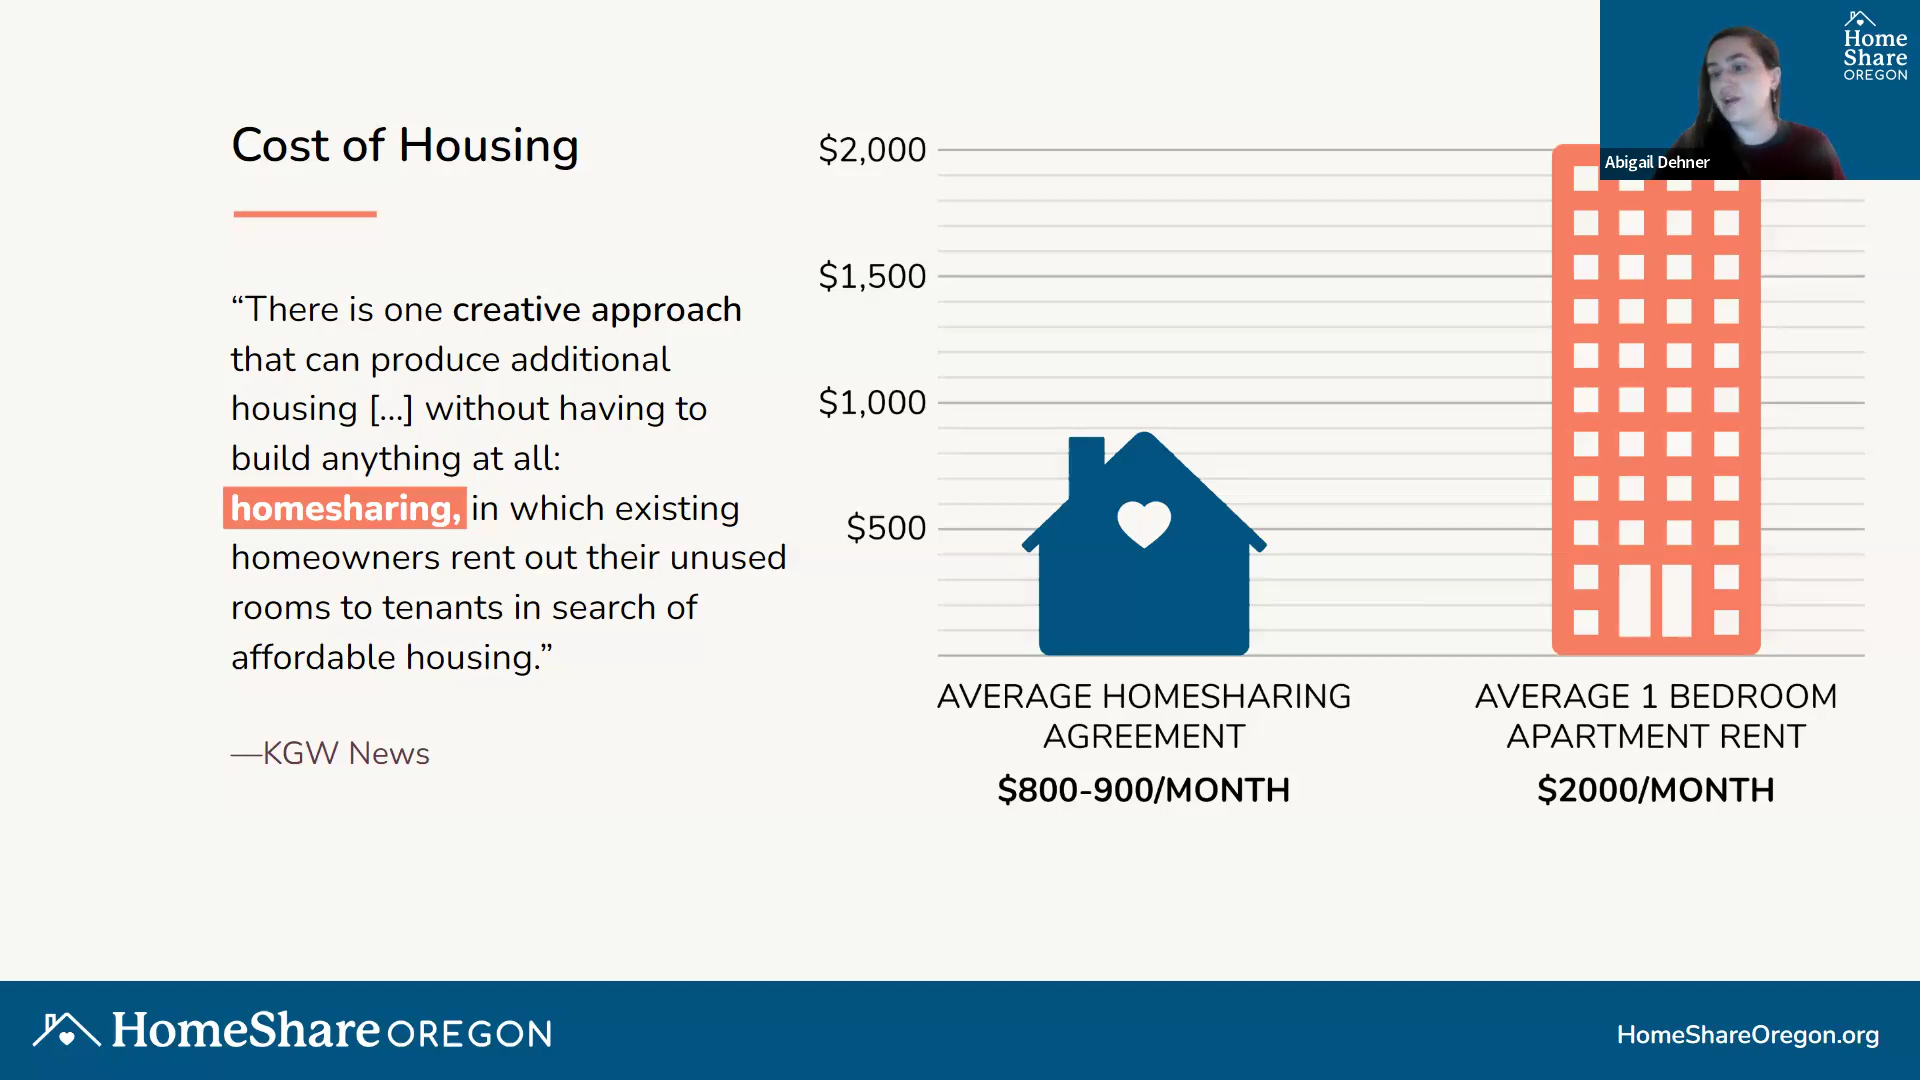 Home
Share
OREGON
Abigail Dehner
Cost of Housing
“There is one creative approach
that can produce additional
housing [...] without having to
build anything at all:
homesharing, in which existing
homeowners rent out their unused
rooms to tenants in search of
affordable housing.”
—KGW News
$2,000
$1,500
$1,000
$500
AVERAGE HOMESHARING
AGREEMENT
$800-900/MONTH
AVERAGE 1 BEDROOM
APARTMENT RENT
$2000/MONTH
HomeShare OREGON
HomeShareOregon.org